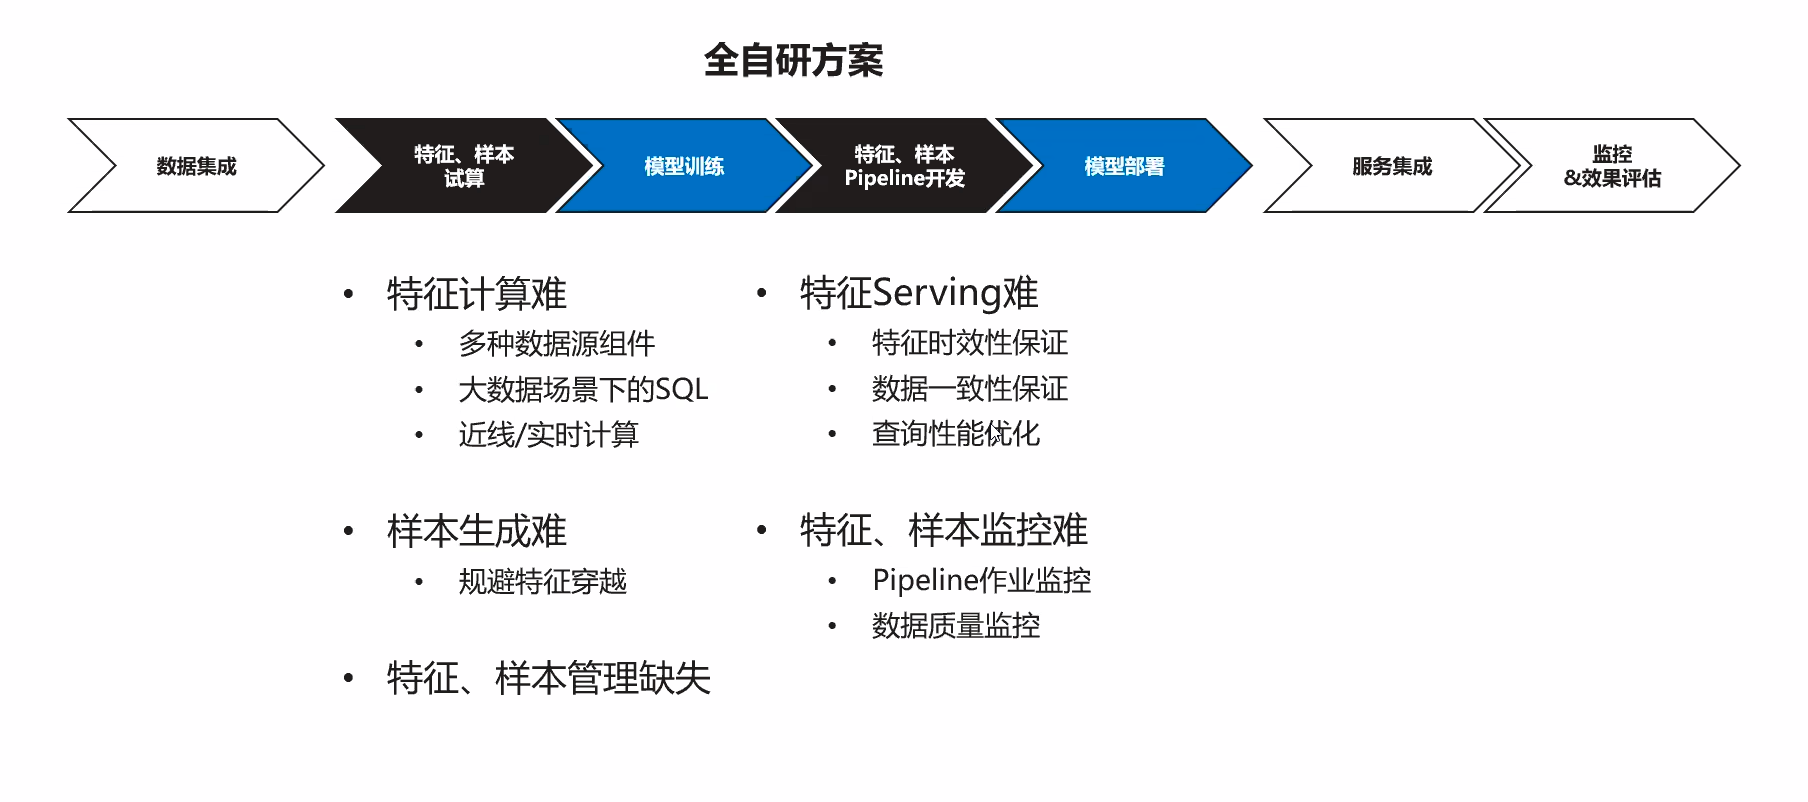 全自研方案
数据集成
特征、样本
试算
模型训练
特征、样本
Pipeline开发
模型部署
服务集成
监控
&效果评估
• 特征计算难
• 多种数据源组件
• 大数据场景下的SQL
• 近线/实时计算
• 样本生成难
• 规避特征穿越
• 特征、样本管理缺失
• 特征Serving难
• 特征时效性保证
• 数据一致性保证
• 查询性能优化
• 特征、样本监控难
• Pipeline作业监控
• 数据质量监控